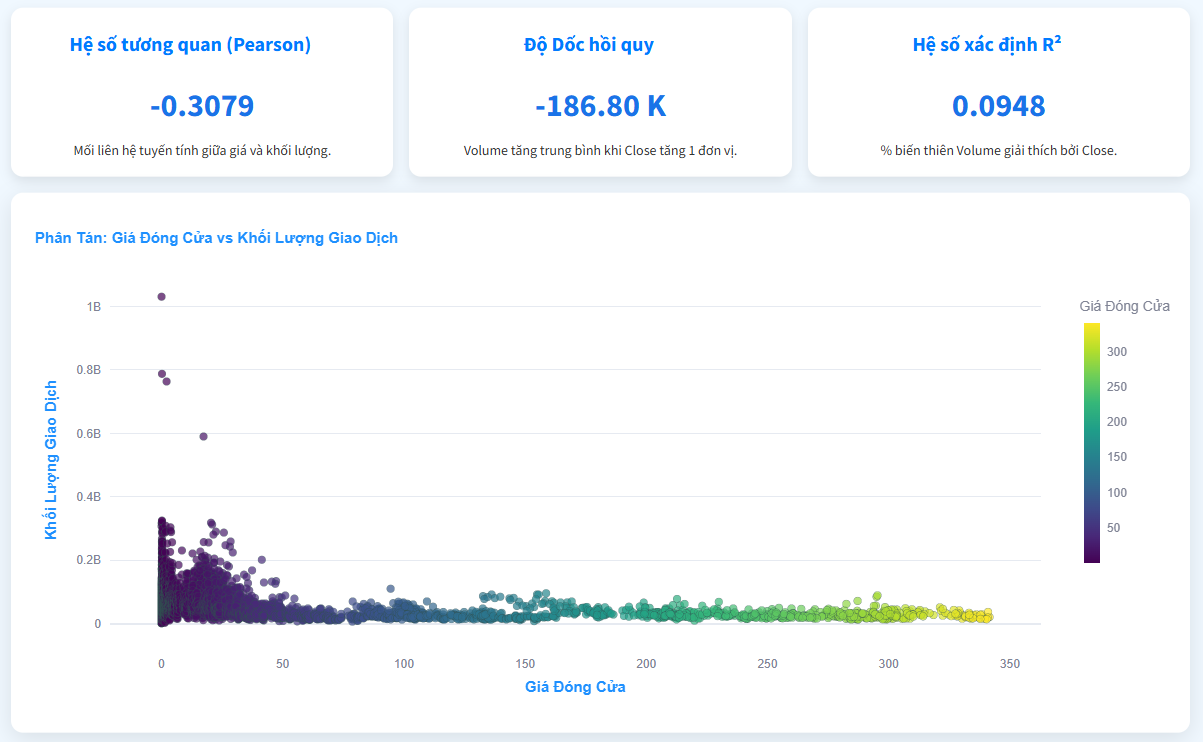 Hệ số tương quan (Pearson)
-0.3079
Mối liên hệ tuyến tính giữa giá và khối lượng.
Độ Dốc hồi quy
-186.80 K
Volume tăng trung bình khi Close tăng 1 đơn vị.
Hệ số xác định R²
0.0948
% biến thiên Volume giải thích bởi Close.
Phân Tán: Giá Đóng Cửa vs Khối Lượng Giao Dịch
Khối Lượng Giao Dịch
1B
0.8B
0.6B
0.4B
0.2B
0
0
50
100
150
200
250
300
350
Giá Đóng Cửa
Giá Đóng Cửa
300
250
200
150
100
50